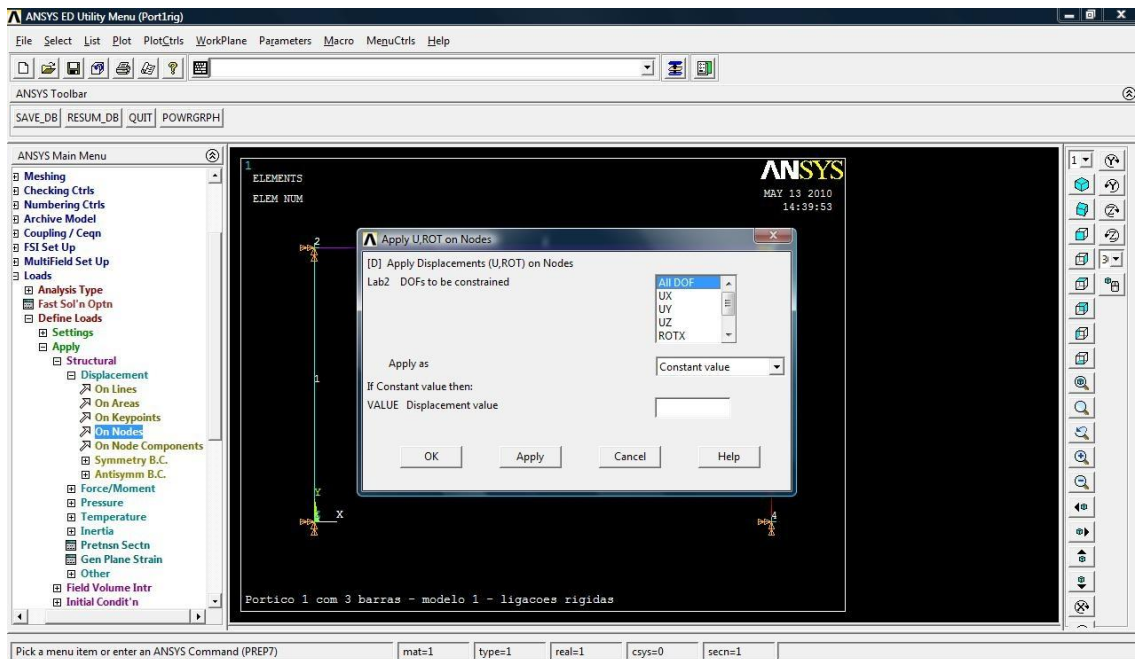 ANSYS ED Utility Menu (Port1rig)
File Select List Plot PlotCtrls WorkPlane Parameters Macro MenuCtrls Help
ANSYS Toolbar
SAVE_DB RESUM_DB QUIT POWRGRPH
ANSYS Main Menu
Meshing
Checking Ctrls
Numbering Ctrls
Archive Model
Coupling / Ceqn
FSI Set Up
MultiField Set Up
Loads
Analysis Type
Fast Sol'n Optn
Define Loads
Settings
Apply
Structural
Displacement
On Lines
On Areas
On Keypoints
On Nodes
On Node Components
Symmetry B.C.
Antisymm B.C.
Force/Moment
Pressure
Temperature
Inertia
Pretnsn Sectn
Gen Plane Strain
Other
Field Volume Intr
Initial Condit'n
1
ELEMENTS
ELEM NUM
ANSYS
MAY 13 2010
14:39:53
2
1
Y
X
4
Portico 1 com 3 barras - modelo 1 - ligacoes rigidas
Apply U,ROT on Nodes
[D] Apply Displacements (U,ROT) on Nodes
Lab2 DOFs to be constrained
All DOF
UX
UY
UZ
ROTX
Apply as
Constant value
If Constant value then:
VALUE Displacement value
OK Apply Cancel Help
1
3
Pick a menu item or enter an ANSYS Command (PREP7) mat=1 type=1 real=1 csys=0 secn=1